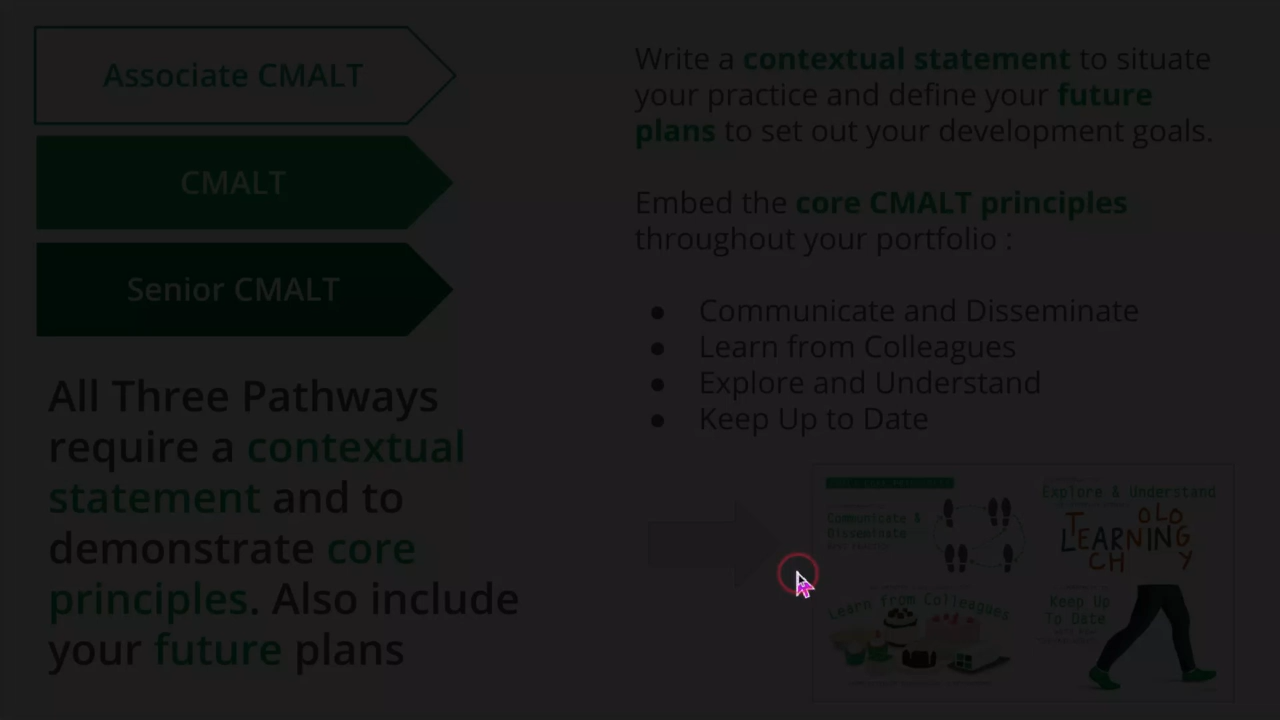 Associate CMALT
CMALT
Senior CMALT
All Three Pathways
require a contextual
statement and to
demonstrate core
principles. Also include
your future plans
Write a contextual statement to situate
your practice and define your future
plans to set out your development goals.
Embed the core CMALT principles
throughout your portfolio :
● Communicate and Disseminate
● Learn from Colleagues
● Explore and Understand
● Keep Up to Date
Communicate &
Disseminate
Explore & Understand
OLD
LEARNING
Learn from Colleagues
Keep Up
To Date